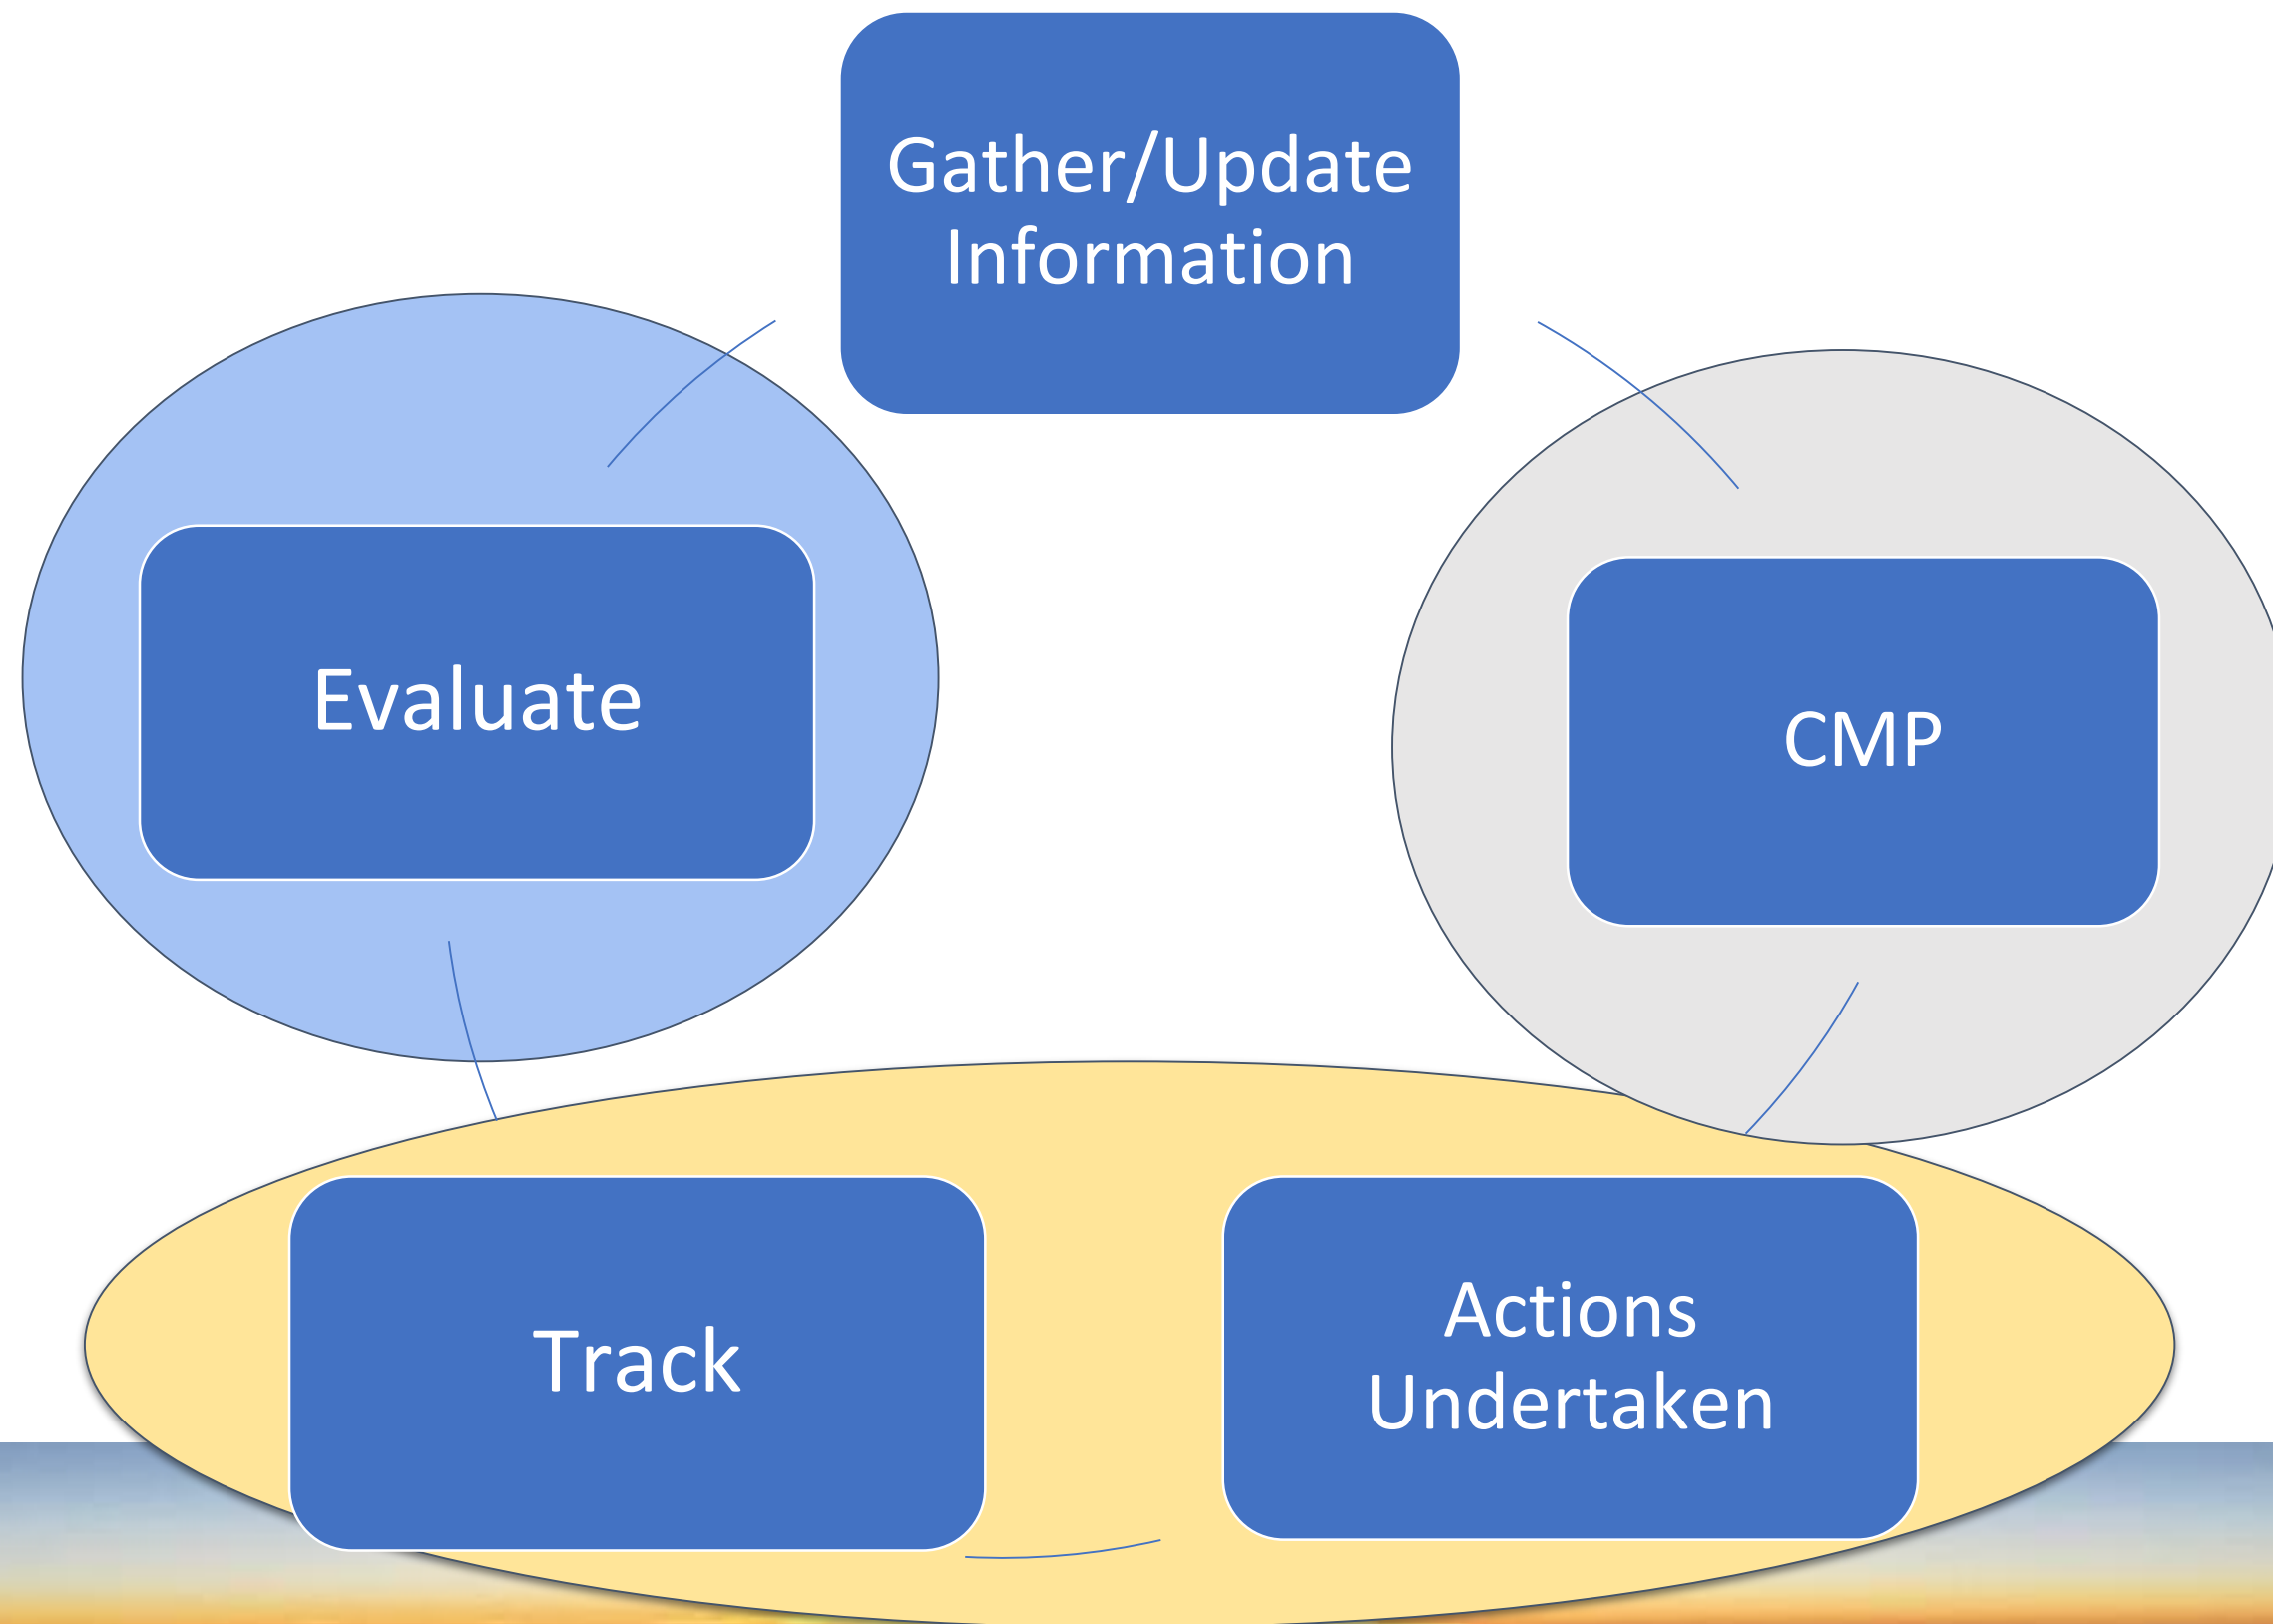 Gather/Update
Information
Evaluate
CMP
Track
Actions
Undertaken